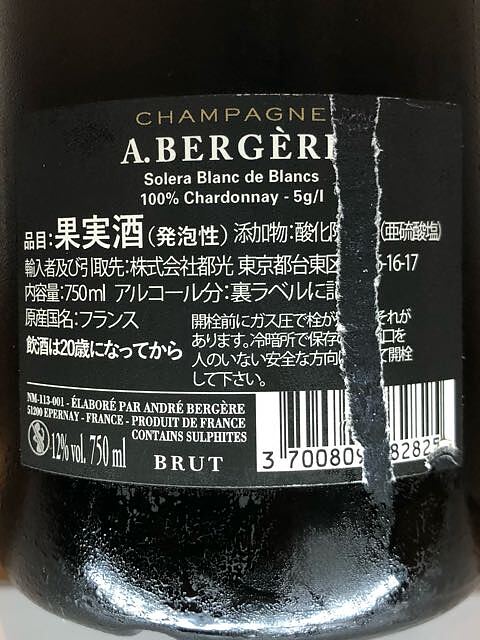 CHAMPAGNE
A.BERGÈR
Solera Blanc de Blancs
100% Chardonnay - 5g/l
品目:果実酒(発泡性) 添加物:酸化防 (亜硫酸塩)
輸入者及び引取先:株式会社都光 東京都台東区 6-16-17
内容量:750ml アルコール分:裏ラベルに記
原産国名:フランス
飲酒は20歳になってから
開栓前にガス圧で栓が それが
あります。冷暗所で保存 口を
人のいない安全な方向 て開栓
して下さい。
NM-113-001 - ÉLABORÉ PAR ANDRÉ BERGÈRE
51200 EPERNAY - FRANCE - PRODUIT DE FRANCE
CONTAINS SULPHITES
12% vol. 750 ml
BRUT
3 700809 82825